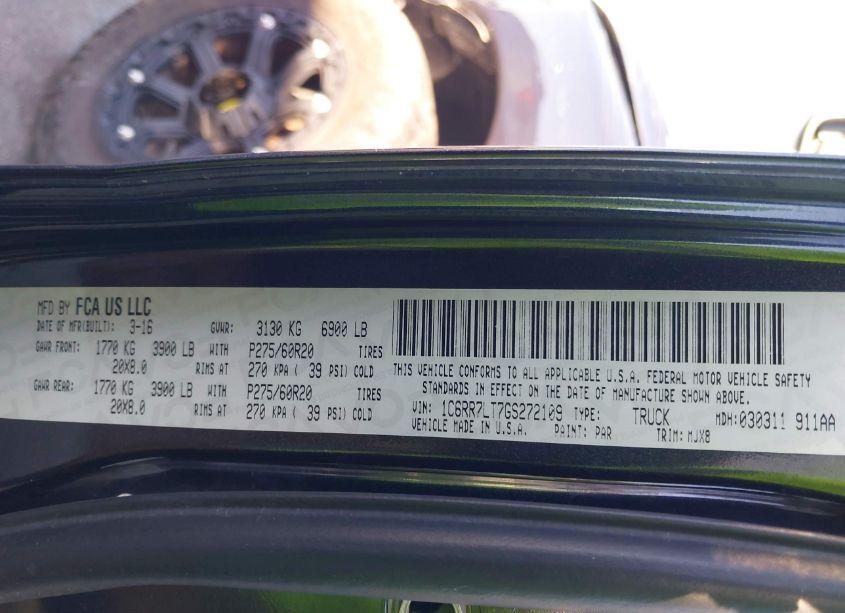 MFD BY FCA US LLC
DATE OF MFR(BUILT): 3-16 GVWR: 3130 KG 6900 LB
GAWR FRONT: 1770 KG 3900 LB WITH P275/60R20 TIRES
20X8.0 RIMS AT 270 KPA ( 39 PSI) COLD
GAWR REAR: 1770 KG 3900 LB WITH P275/60R20 TIRES
20X8.0 RIMS AT 270 KPA ( 39 PSI) COLD
THIS VEHICLE CONFORMS TO ALL APPLICABLE U.S.A. FEDERAL MOTOR VEHICLE SAFETY
STANDARDS IN EFFECT ON THE DATE OF MANUFACTURE SHOWN ABOVE.
VIN: 1C6RR7LT7GS272109 TYPE: TRUCK MDH:030311 911AA
VEHICLE MADE IN U.S.A. PAINT: PAR TRIM: MJX8